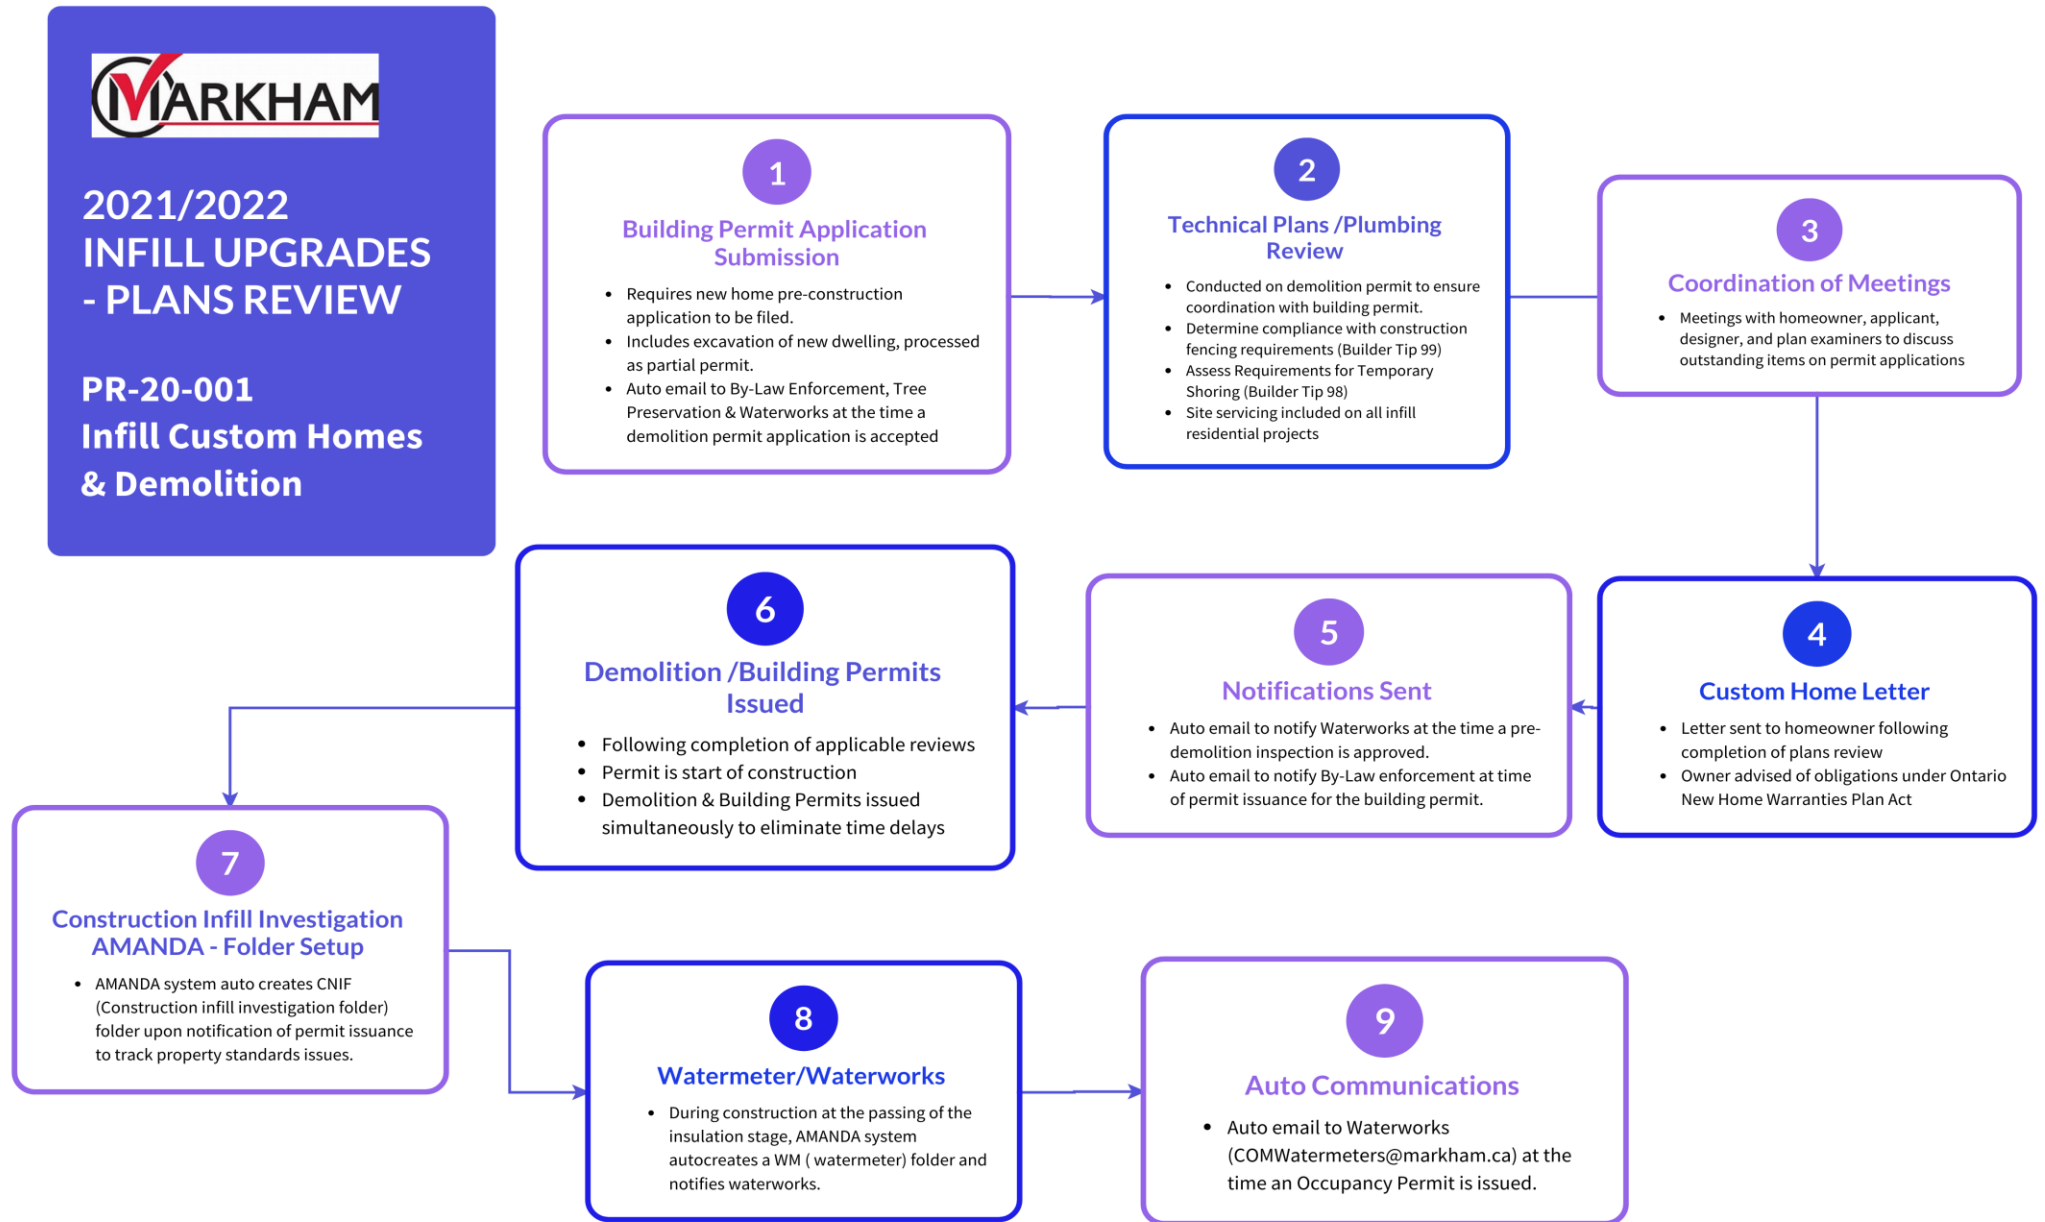 MARKHAM
2021/2022
INFILL UPGRADES
- PLANS REVIEW
PR-20-001
Infill Custom Homes
& Demolition
1
Building Permit Application
Submission
• Requires new home pre-construction
application to be filed.
• Includes excavation of new dwelling, processed
as partial permit.
• Auto email to By-Law Enforcement, Tree
Preservation & Waterworks at the time a
demolition permit application is accepted
2
Technical Plans /Plumbing
Review
• Conducted on demolition permit to ensure
coordination with building permit.
• Determine compliance with construction
fencing requirements (Builder Tip 99)
• Assess Requirements for Temporary
Shoring (Builder Tip 98)
• Site servicing included on all infill
residential projects
3
Coordination of Meetings
• Meetings with homeowner, applicant,
designer, and plan examiners to discuss
outstanding items on permit applications
4
Custom Home Letter
• Letter sent to homeowner following
completion of plans review
• Owner advised of obligations under Ontario
New Home Warranties Plan Act
5
Notifications Sent
• Auto email to notify Waterworks at the time a pre-
demolition inspection is approved.
• Auto email to notify By-Law enforcement at time
of permit issuance for the building permit.
6
Demolition /Building Permits
Issued
• Following completion of applicable reviews
• Permit is start of construction
• Demolition & Building Permits issued
simultaneously to eliminate time delays
7
Construction Infill Investigation
AMANDA - Folder Setup
• AMANDA system auto creates CNIF
(Construction infill investigation folder)
folder upon notification of permit issuance
to track property standards issues.
8
Watermeter/Waterworks
• During construction at the passing of the
insulation stage, AMANDA system
autocreates a WM ( watermeter) folder and
notifies waterworks.
9
Auto Communications
• Auto email to Waterworks
(COMWatermeters@markham.ca) at the
time an Occupancy Permit is issued.